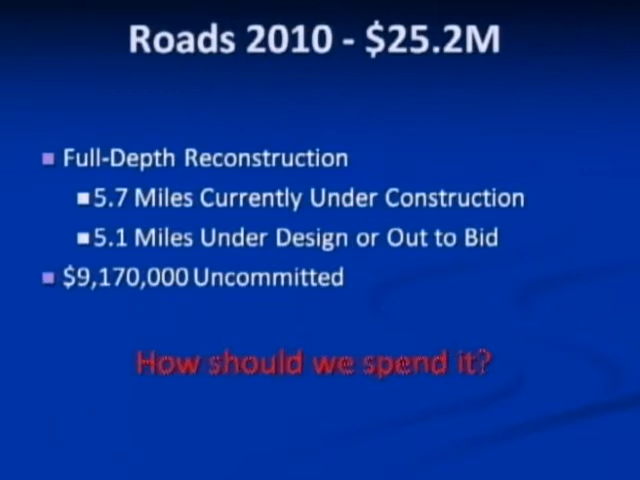 Roads 2010 - $25.2M
Full-Depth Reconstruction
5.7 Miles Currently Under Construction
5.1 Miles Under Design or Out to Bid
$9,170,000 Uncommitted
How should we spend it?